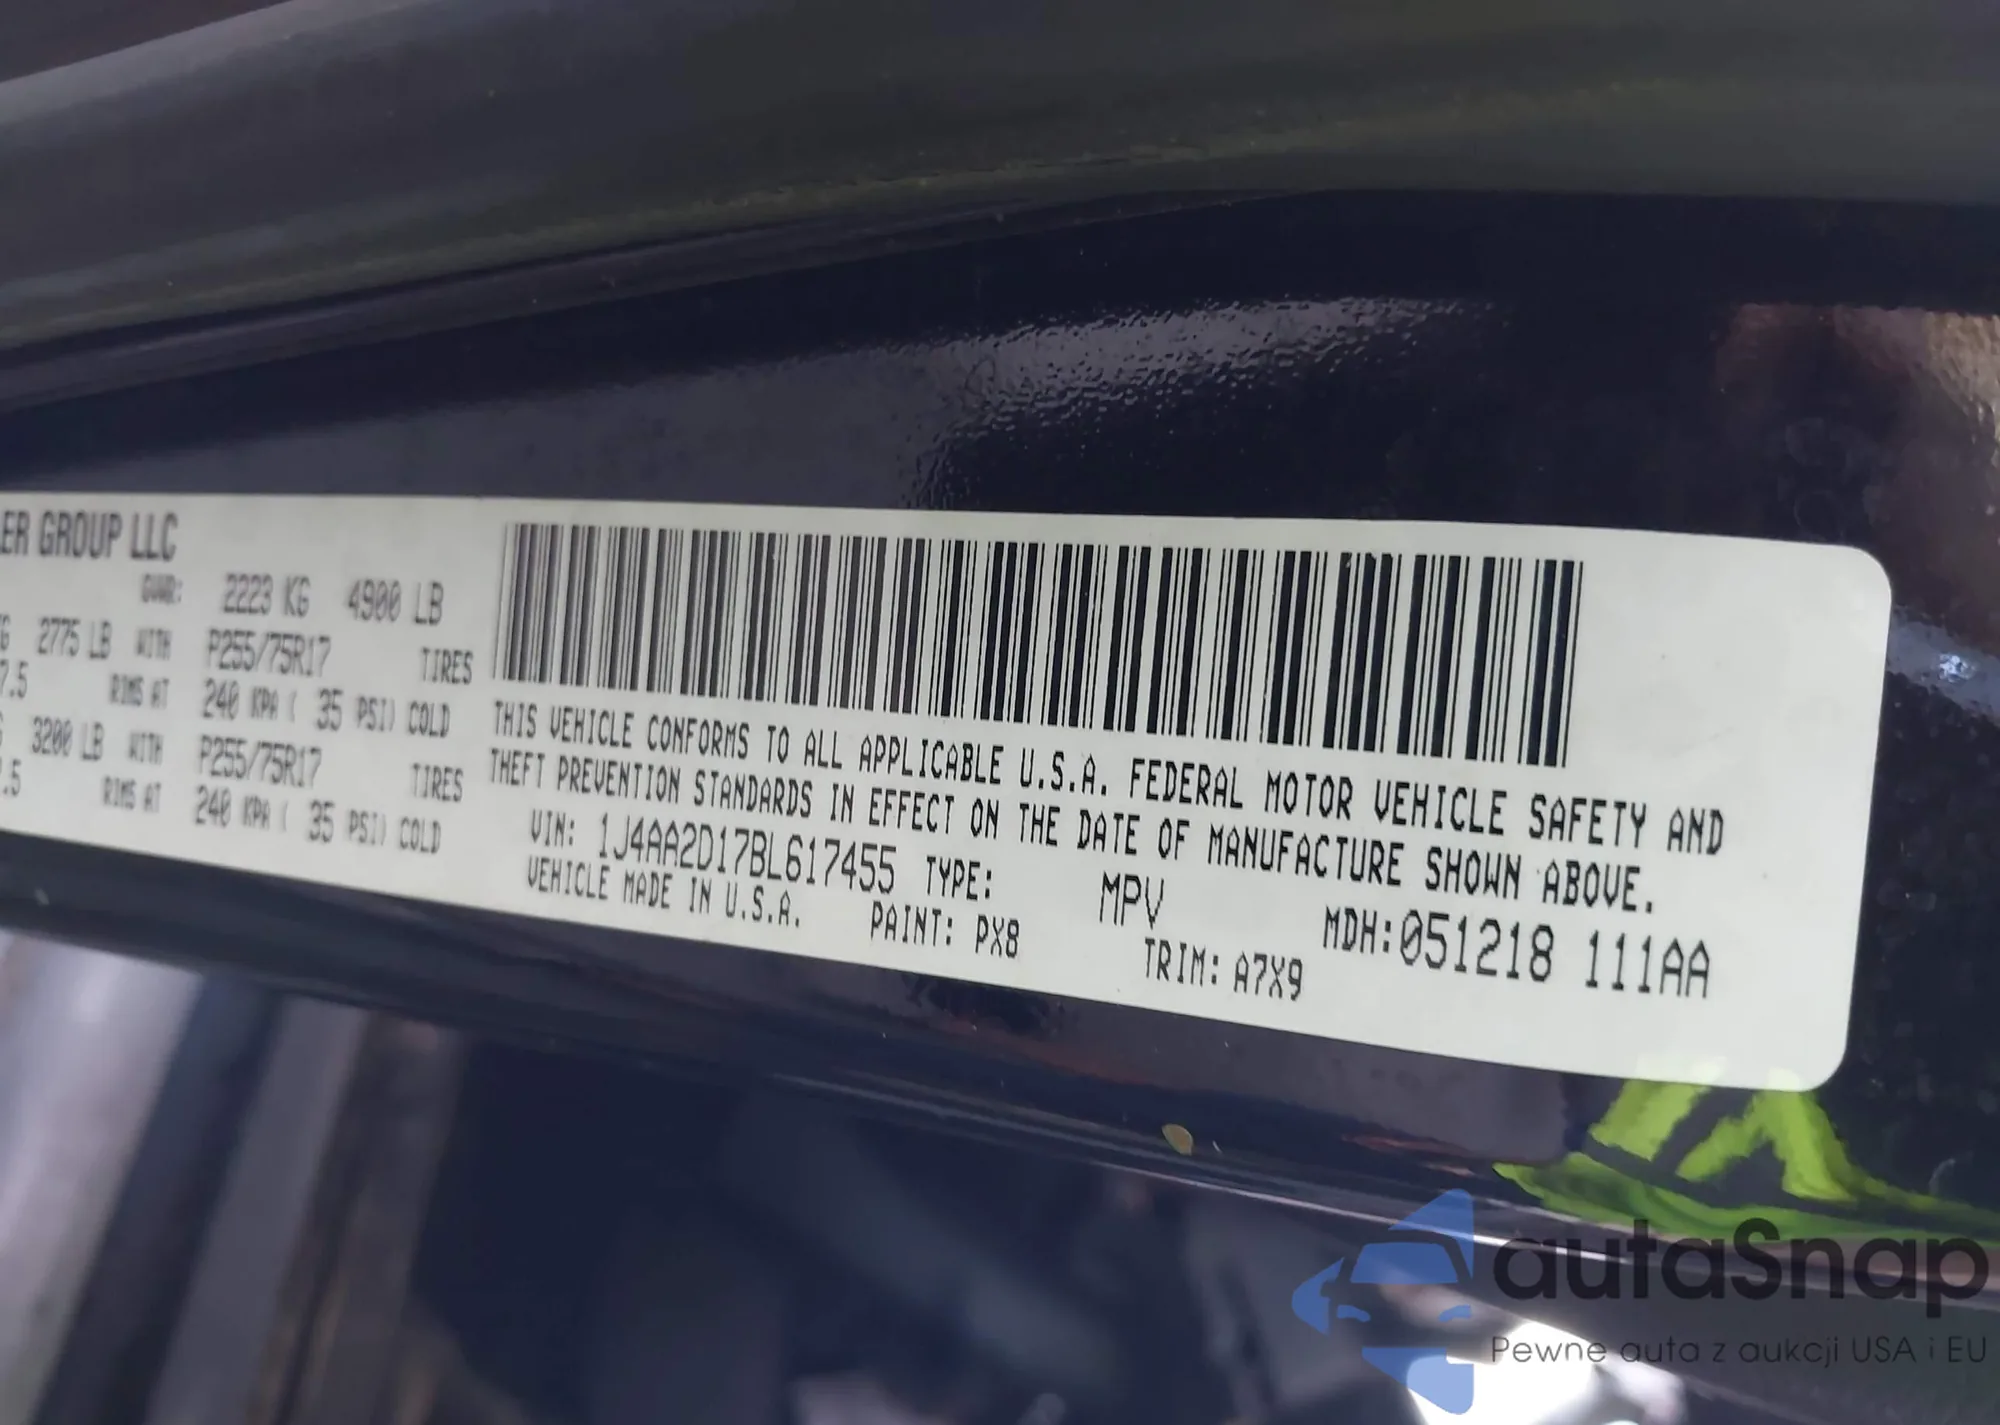 ER GROUP LLC
GVWR: 2223 KG 4900 LB
G 2775 LB WITH P255/75R17 TIRES
7.5 RIMS AT 240 KPA ( 35 PSI) COLD
3200 LB WITH P255/75R17 TIRES
7.5 RIMS AT 240 KPA ( 35 PSI) COLD
THIS VEHICLE CONFORMS TO ALL APPLICABLE U.S.A. FEDERAL MOTOR VEHICLE SAFETY AND
THEFT PREVENTION STANDARDS IN EFFECT ON THE DATE OF MANUFACTURE SHOWN ABOVE.
VIN: 1J4AA2D17BL617455 TYPE: MPV MDH:051218 111AA
VEHICLE MADE IN U.S.A. PAINT: PX8 TRIM: A7X9
autaSnap
Pewne auta z aukcji USA i EU